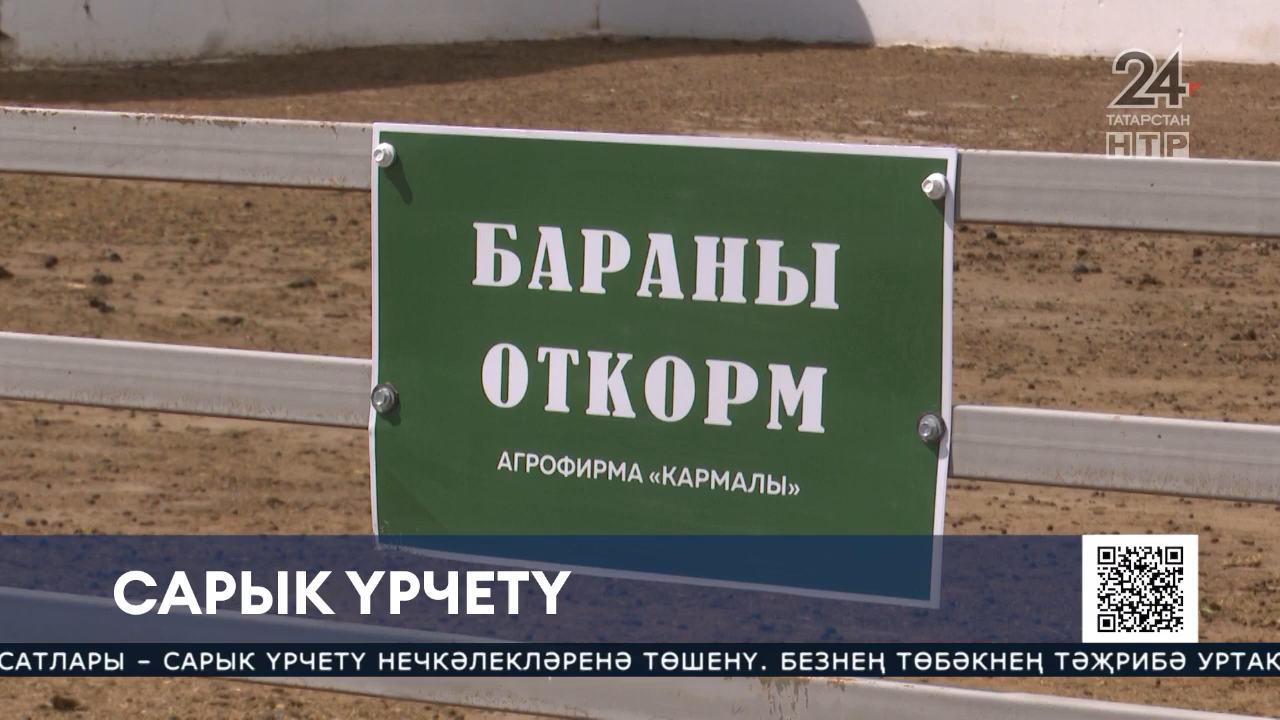 24
ТАТАРСТАН
НТР
БАРАНЫ
ОТКОРМ
АГРОФИРМА «КАРМАЛЫ»
САРЫК ҮРЧЕТҮ
САТЛАРЫ – САРЫК ҮРЧЕТҮ НЕЧКӘЛЕКЛӘРЕНӘ ТӨШЕНҮ. БЕЗНЕҢ ТӨБӘКНЕҢ ТӘҖРИБӘ УРТАК